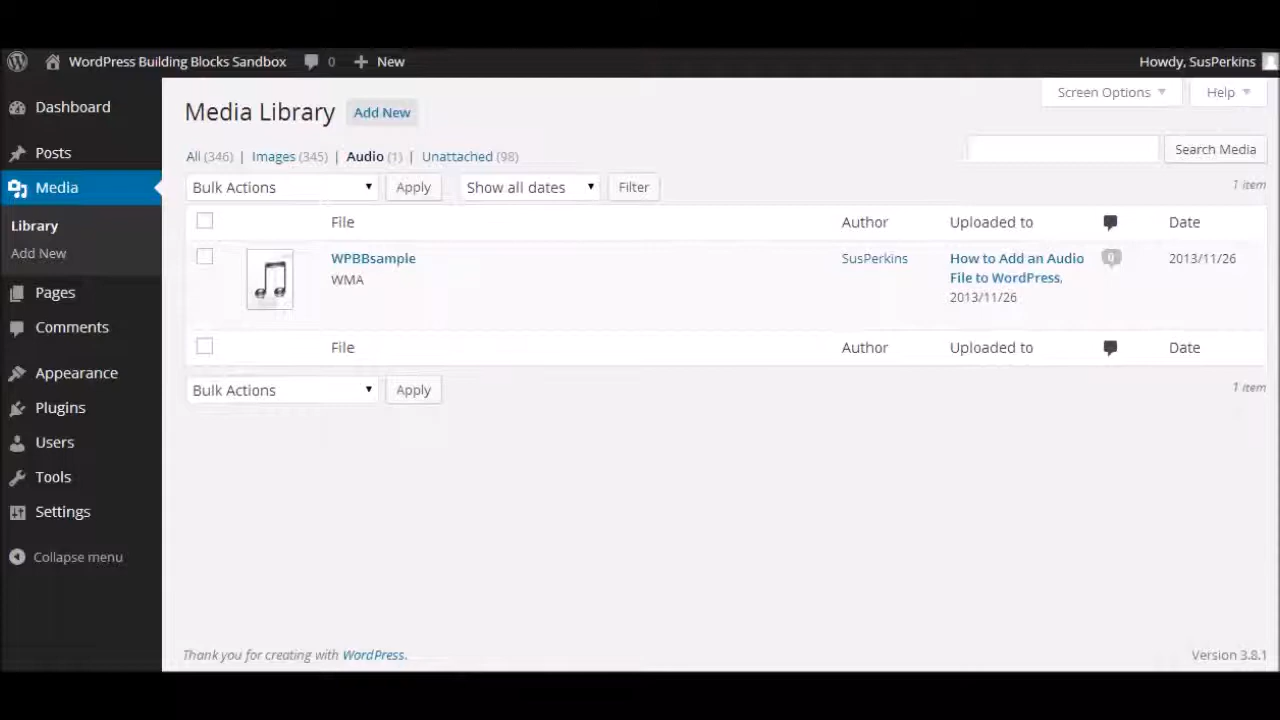 WordPress Building Blocks Sandbox 0 New Howdy, SusPerkins
Dashboard
Posts
Media
Library
Add New
Pages
Comments
Appearance
Plugins
Users
Tools
Settings
Collapse menu
Screen Options Help
Media Library Add New
All (346) | Images (345) | Audio (1) | Unattached (98)
Search Media
Bulk Actions Apply Show all dates Filter 1 item
File Author Uploaded to Date
WPBBsample SusPerkins How to Add an Audio 0 2013/11/26
WMA File to WordPress,
2013/11/26
File Author Uploaded to Date
Bulk Actions Apply 1 item
Thank you for creating with WordPress. Version 3.8.1